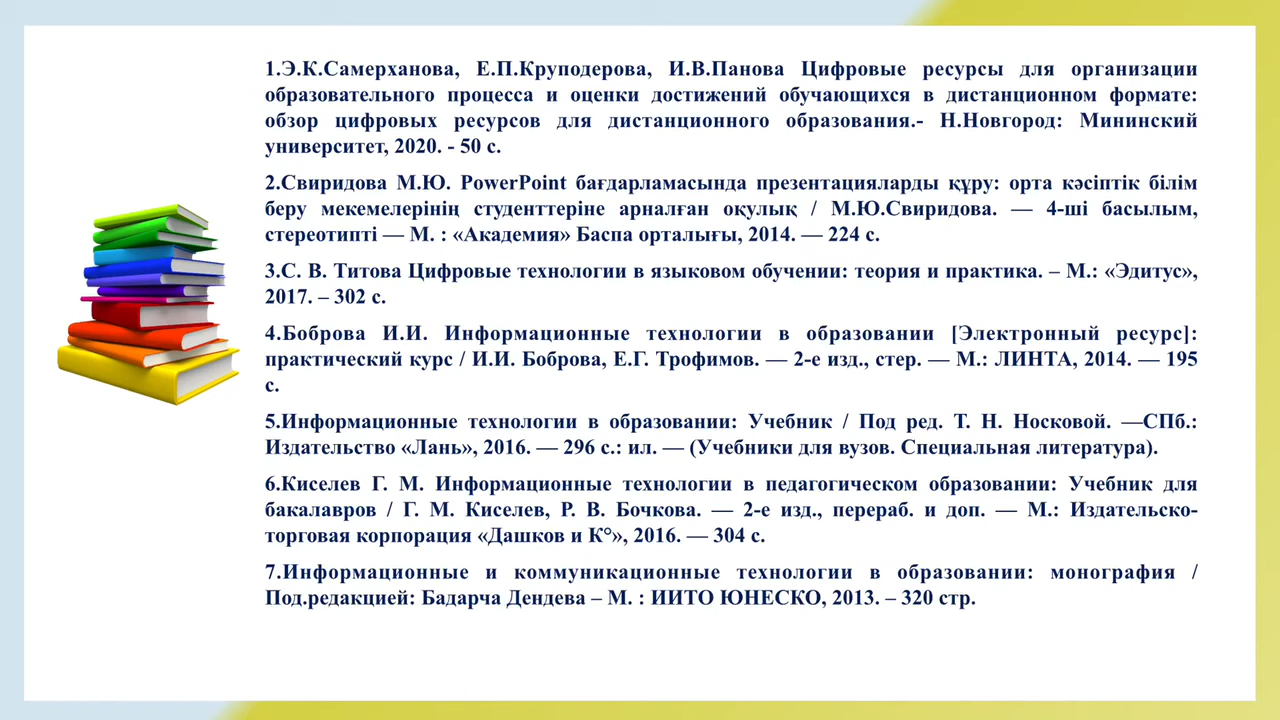 1.Э.К.Самерханова, Е.П.Круподерова, И.В.Панова Цифровые ресурсы для организации
образовательного процесса и оценки достижений обучающихся в дистанционном формате:
обзор цифровых ресурсов для дистанционного образования.- Н.Новгород: Мининский
университет, 2020. - 50 с.
2.Свиридова М.Ю. PowerPoint бағдарламасында презентацияларды құру: орта кәсіптік білім
беру мекемелерінің студенттеріне арналған оқулық / М.Ю.Свиридова. — 4-ші басылым,
стереотипті — М. : «Академия» Баспа орталығы, 2014. — 224 с.
3.С. В. Титова Цифровые технологии в языковом обучении: теория и практика. – М.: «Эдитус»,
2017. – 302 с.
4.Боброва И.И. Информационные технологии в образовании [Электронный ресурс]:
практический курс / И.И. Боброва, Е.Г. Трофимов. — 2-е изд., стер. — М.: ЛИНТА, 2014. — 195
с.
5.Информационные технологии в образовании: Учебник / Под ред. Т. Н. Носковой. —СПб.:
Издательство «Лань», 2016. — 296 с.: ил. — (Учебники для вузов. Специальная литература).
6.Киселев Г. М. Информационные технологии в педагогическом образовании: Учебник для
бакалавров / Г. М. Киселев, Р. В. Бочкова. — 2-е изд., перераб. и доп. — М.: Издательско-
торговая корпорация «Дашков и К°», 2016. — 304 с.
7.Информационные и коммуникационные технологии в образовании: монография /
Под.редакцией: Бадарча Дендева – М. : ИИТО ЮНЕСКО, 2013. – 320 стр.